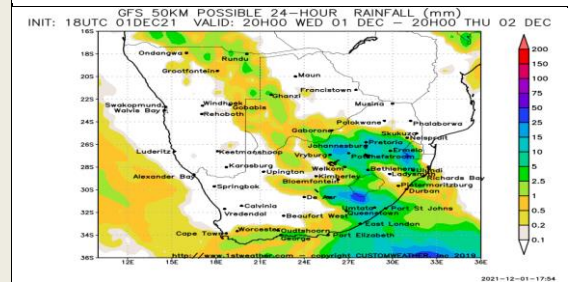 GFS 50KM POSSIBLE 24-HOUR RAINFALL (mm)
INIT: 18UTC 01DEC21 VALID: 20H00 WED 01 DEC - 20H00 THU 02 DEC
16S
18S
20S
22S
24S
26S
28S
30S
32S
34S
36S
Ondangwa
Rundu
Grootfontein
Maun
Ghanzi
Francistown
Swakopmund
Walvis Bay
Windhoek
Gobabis
Rehoboth
Musina
Polokwane
Phalaborwa
Gaborone
Skukuza
Nelspruit
Johannesburg
Pretoria
Luderitz
Keetmanshoop
Vryburg
Potchefstroom
Ermelo
Karasburg
Upington
Welkom
Kimberley
Bethlehem
Ladysmith
Ulundi
Richards Bay
Alexander Bay
Springbok
Bloemfontein
Pietermaritzburg
Durban
De Aar
Calvinia
Vredendal
Beaufort West
Umtata
Port St Johns
Queenstown
East London
Cape Town
Worcester
Oudtshoorn
George
Port Elizabeth
http://www.1stweather.com - copyright CUSTOMWEATHER, Inc 2019
12E
15E
18E
21E
24E
27E
30E
33E
36E
200
150
100
75
50
25
15
10
5
2.5
1
0.5
0.2
0.1
2021-12-01-17:54